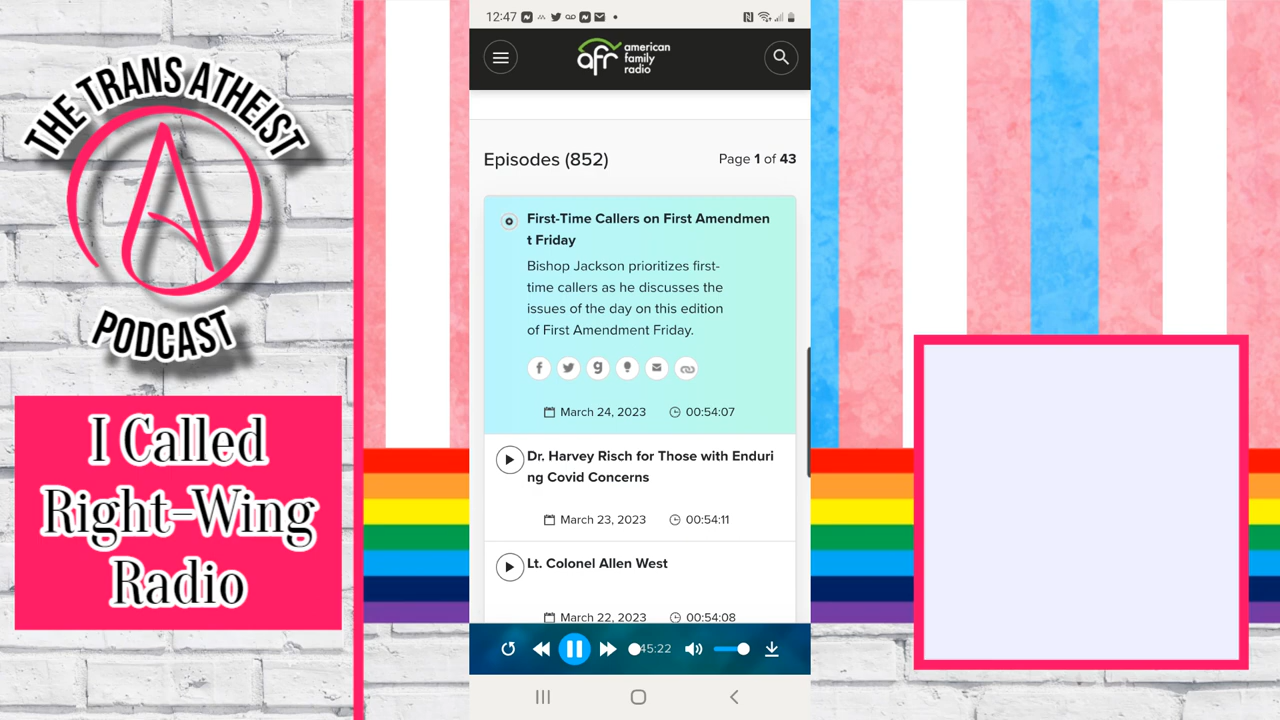 THE TRANS ATHEIST
PODCAST
I Called
Right-Wing
Radio
12:47
afr american
family
radio
Episodes (852)
Page 1 of 43
First-Time Callers on First Amendmen
t Friday
Bishop Jackson prioritizes first-
time callers as he discusses the
issues of the day on this edition
of First Amendment Friday.
March 24, 2023
00:54:07
Dr. Harvey Risch for Those with Enduri
ng Covid Concerns
March 23, 2023
00:54:11
Lt. Colonel Allen West
March 22, 2023
00:54:08
45:22